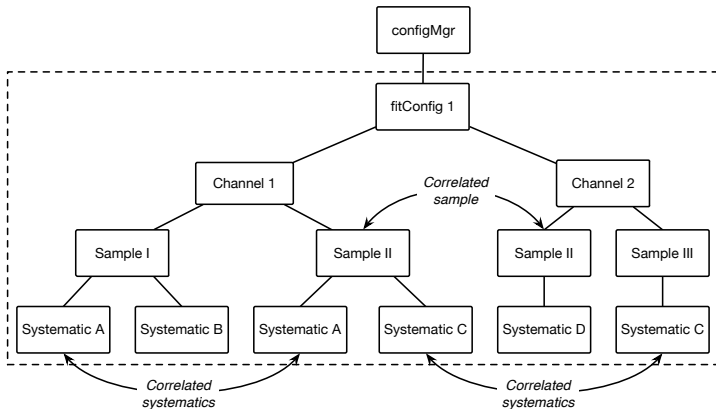 configMgr
fitConfig 1
Channel 1
Correlated
sample
Channel 2
Sample I
Sample II
Sample II
Sample III
Systematic A
Systematic B
Systematic A
Systematic C
Systematic D
Systematic C
Correlated
systematics
Correlated
systematics